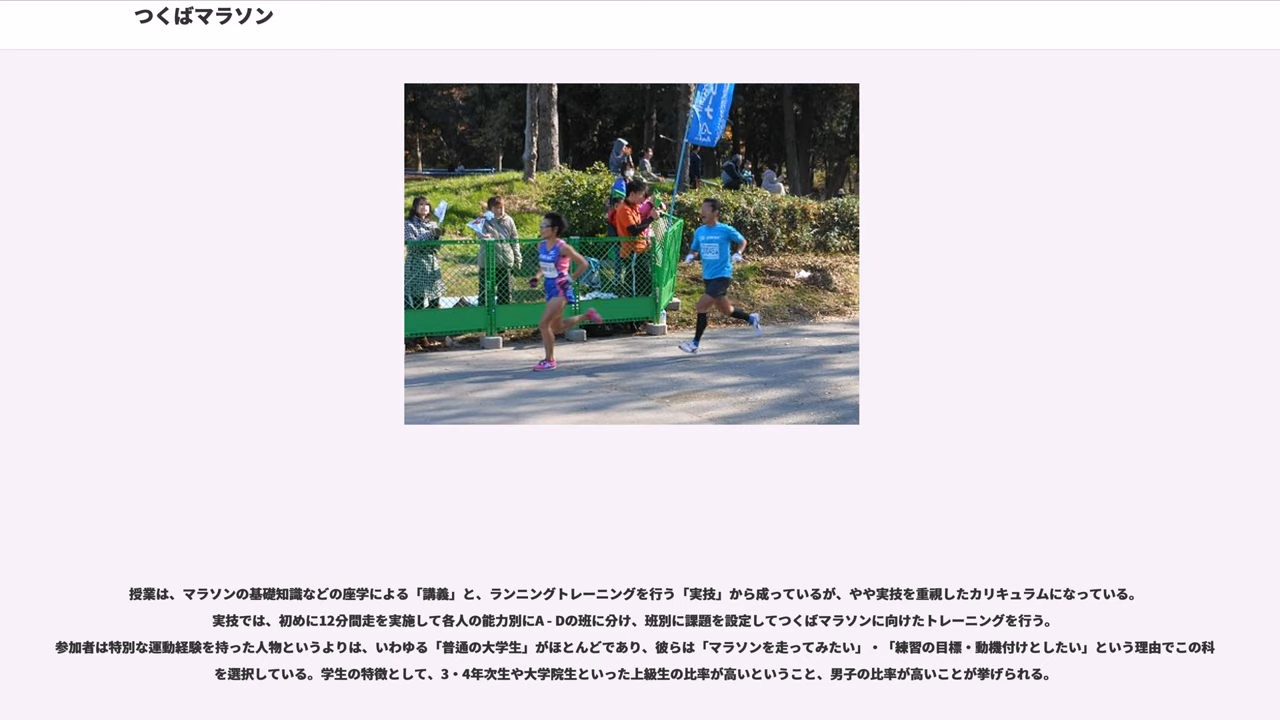 つくばマラソン
授業は、マラソンの基礎知識などの座学による「講義」と、ランニングトレーニングを行う「実技」から成っているが、やや実技を重視したカリキュラムになっている。
実技では、初めに12分間走を実施して各人の能力別にA - Dの班に分け、班別に課題を設定してつくばマラソンに向けたトレーニングを行う。
参加者は特別な運動経験を持った人物というよりは、いわゆる「普通の大学生」がほとんどであり、彼らは「マラソンを走ってみたい」・「練習の目標・動機付けとしたい」という理由でこの科
を選択している。学生の特徴として、3・4年次生や大学院生といった上級生の比率が高いということ、男子の比率が高いことが挙げられる。